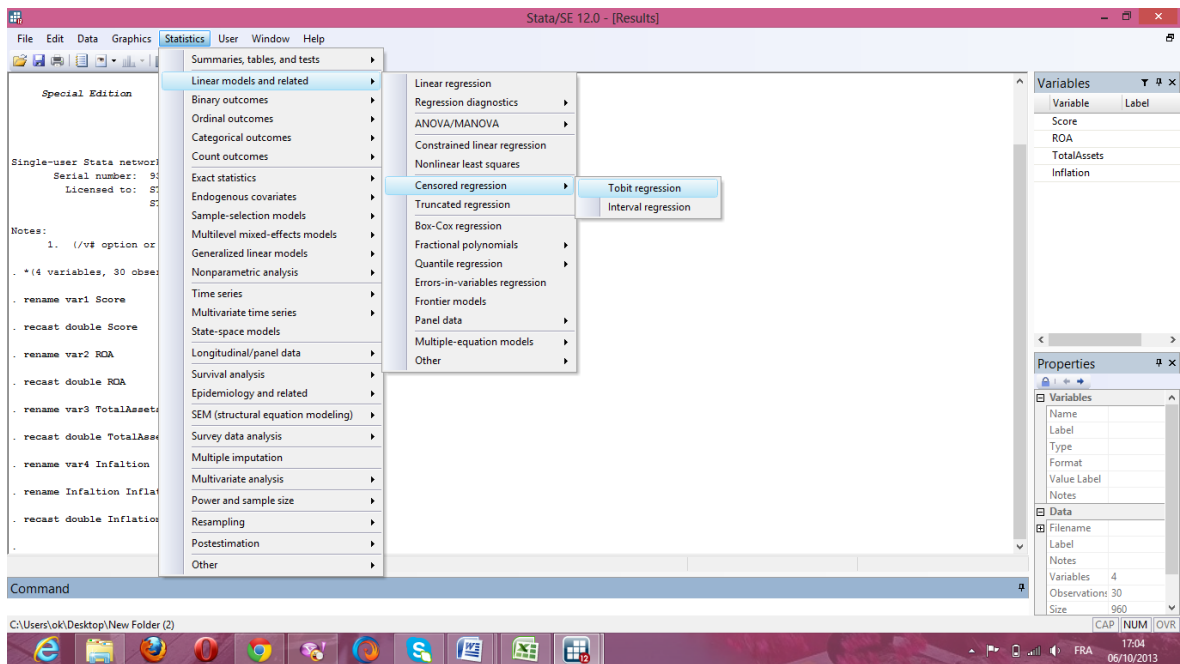 Stata/SE 12.0 - [Results]
File Edit Data Graphics Statistics User Window Help
Special Edition
Single-user Stata networ
Serial number: 93
Licensed to: ST
ST
Notes:
1. (/v# option or
. *(4 variables, 30 obser
. rename var1 Score
. recast double Score
. rename var2 ROA
. recast double ROA
. rename var3 TotalAssets
. recast double TotalAsse
. rename var4 Infaltion
. rename Infaltion Inflat
. recast double Inflation
.
Summaries, tables, and tests
Linear models and related
Binary outcomes
Ordinal outcomes
Categorical outcomes
Count outcomes
Exact statistics
Endogenous covariates
Sample-selection models
Multilevel mixed-effects models
Generalized linear models
Nonparametric analysis
Time series
Multivariate time series
State-space models
Longitudinal/panel data
Survival analysis
Epidemiology and related
SEM (structural equation modeling)
Survey data analysis
Multiple imputation
Multivariate analysis
Power and sample size
Resampling
Postestimation
Other
Linear regression
Regression diagnostics
ANOVA/MANOVA
Constrained linear regression
Nonlinear least squares
Censored regression
Truncated regression
Box-Cox regression
Fractional polynomials
Quantile regression
Errors-in-variables regression
Frontier models
Panel data
Multiple-equation models
Other
Tobit regression
Interval regression
Variables
Variable Label
Score
ROA
TotalAssets
Inflation
Properties
Variables
Name
Label
Type
Format
Value Label
Notes
Data
Filename
Label
Notes
Variables 4
Observations 30
Size 960
Command
C:\Users\ok\Desktop\New Folder (2)
CAP NUM OVR
FRA
17:04
06/10/2013